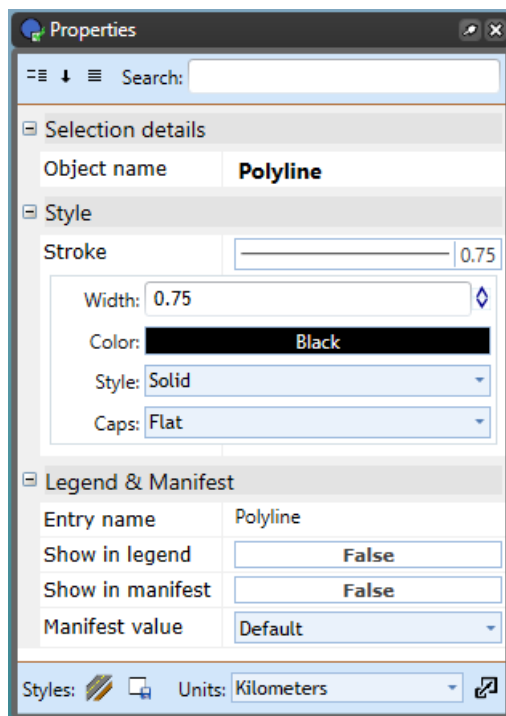 Properties
Search:
Selection details
Object name Polyline
Style
Stroke 0.75
Width: 0.75
Color: Black
Style: Solid
Caps: Flat
Legend & Manifest
Entry name Polyline
Show in legend False
Show in manifest False
Manifest value Default
Styles: Units: Kilometers